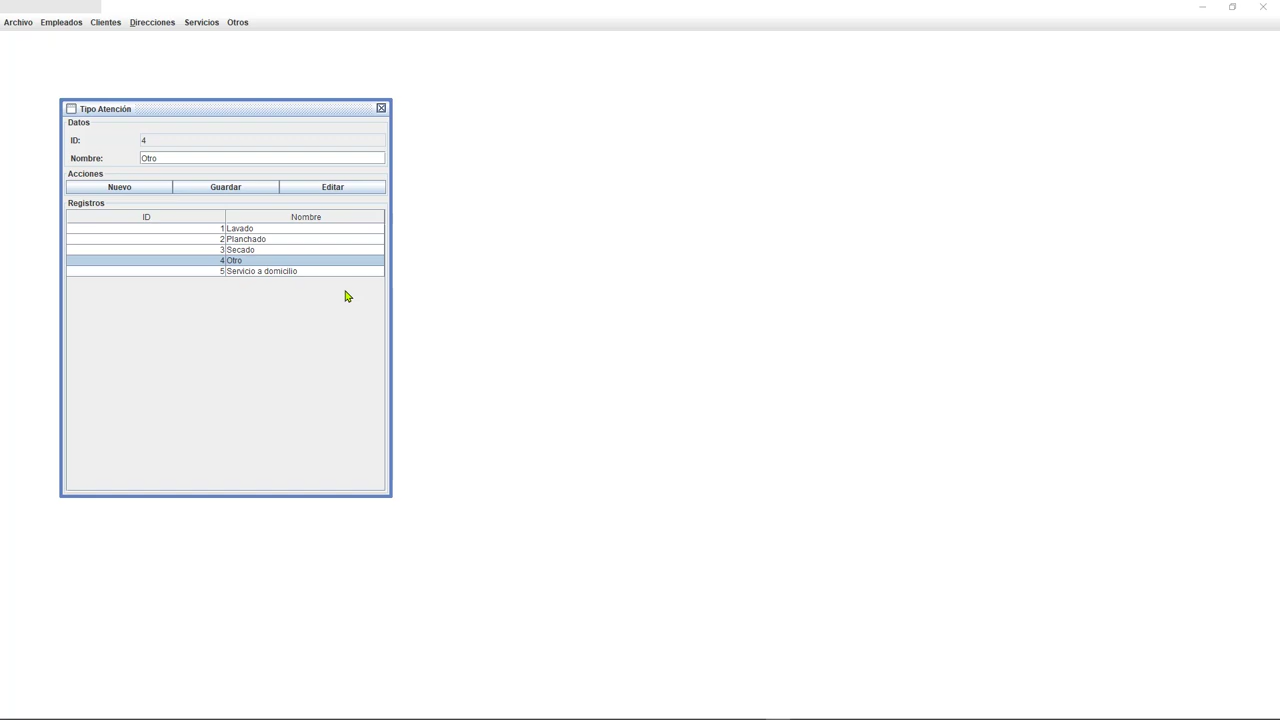 Archivo Empleados Clientes Direcciones Servicios Otros
Tipo Atención
Datos
ID: 4
Nombre: Otro
Acciones
Nuevo Guardar Editar
Registros
ID Nombre
1 Lavado
2 Planchado
3 Secado
4 Otro
5 Servicio a domicilio